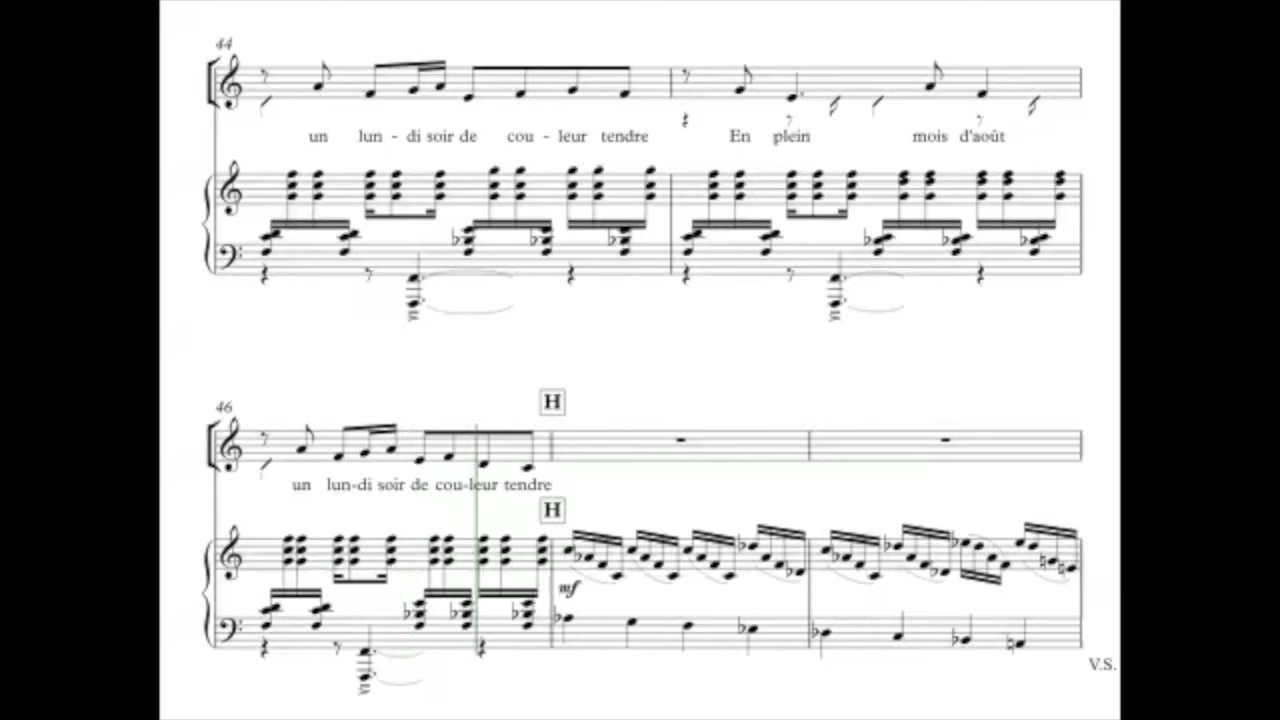 44
un lun - di soir de cou - leur tendre En plein mois d'août
46
H
un lun-di soir de cou-leur tendre
H
mf
V.S.